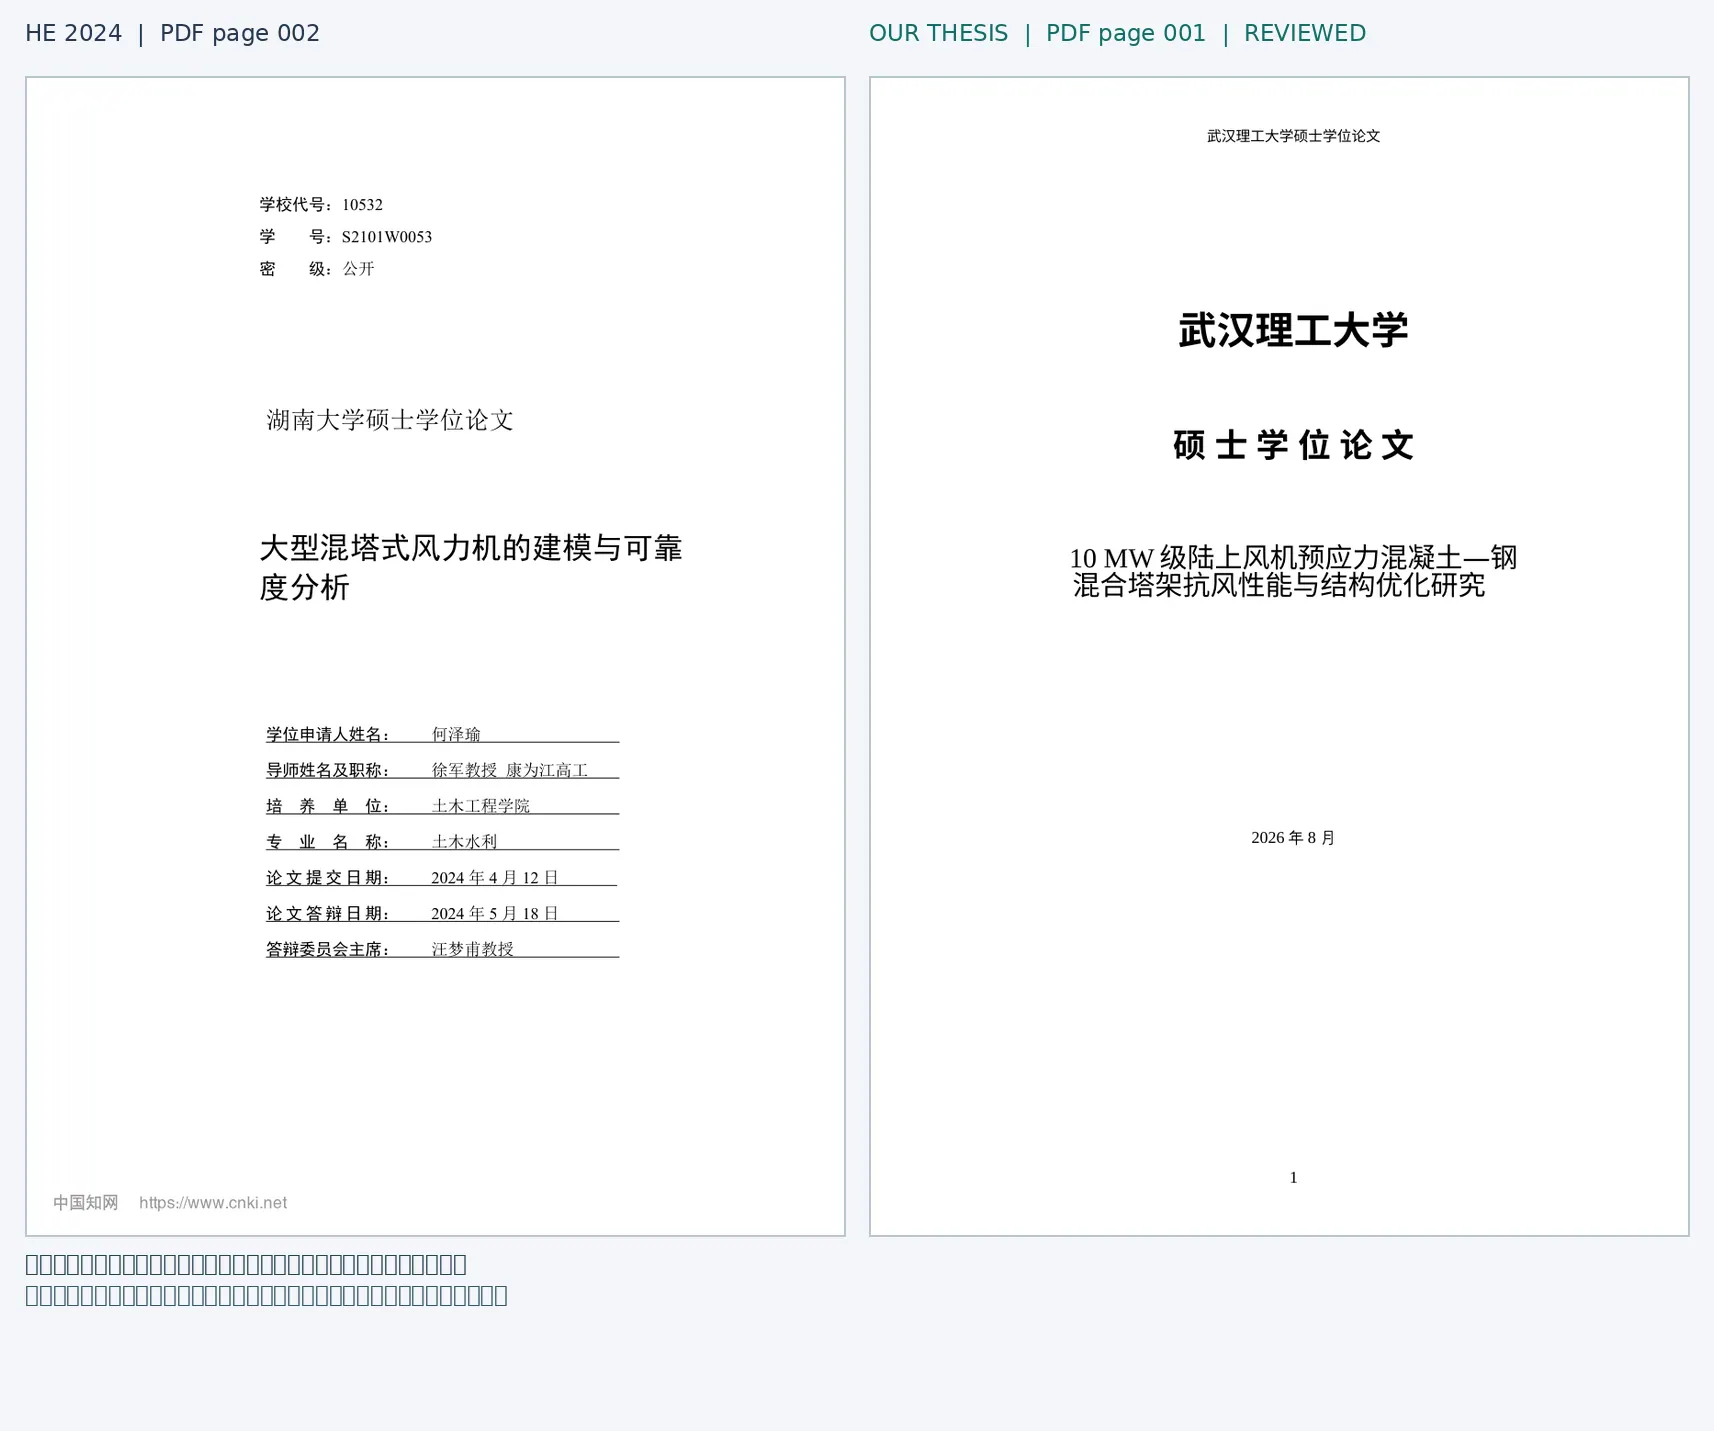 HE 2024 | PDF page 002
学校代号：10532
学 号：S2101W0053
密 级：公开
湖南大学硕士学位论文
大型混塔式风力机的建模与可靠
度分析
学位申请人姓名： 何泽瑜
导师姓名及职称： 徐军教授 康为江高工
培 养 单 位： 土木工程学院
专 业 名 称： 土木水利
论文提交日期： 2024 年 4 月 12 日
论文答辩日期： 2024 年 5 月 18 日
答辩委员会主席： 汪梦甫教授
中国知网 https://www.cnki.net
OUR THESIS | PDF page 001 | REVIEWED
武汉理工大学硕士学位论文
武汉理工大学
硕士学位论文
10 MW 级陆上风机预应力混凝土—钢
混合塔架抗风性能与结构优化研究
2026 年 8 月
1